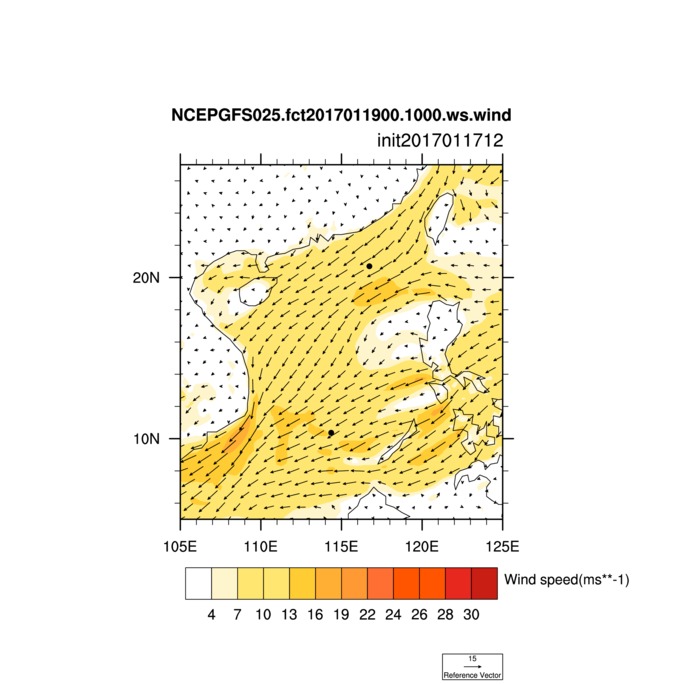 NCEPGFS025.fct2017011900.1000.ws.wind
init2017011712
20N
10N
105E 110E 115E 120E 125E
Wind speed(ms**-1)
4 7 10 13 16 19 22 24 26 28 30
15
Reference Vector